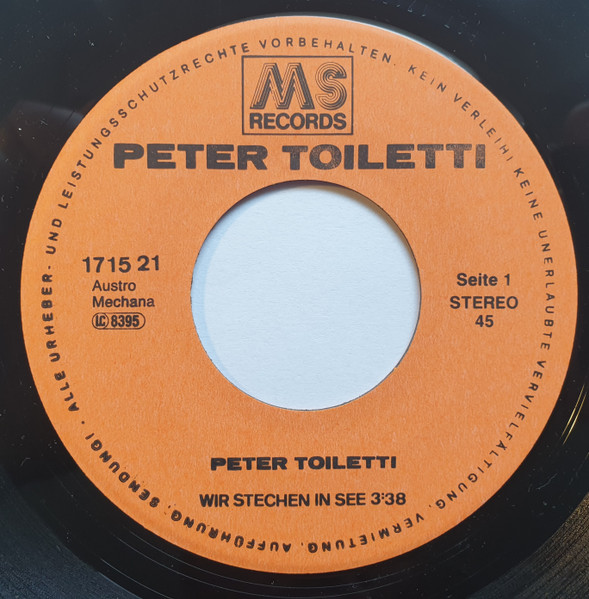 ALLE URHEBER- UND LEISTUNGSSCHUTZRECHTE VORBEHALTEN. KEIN VERLEIH! KEINE UNERLAUBTE VERVIELFÄLTIGUNG, VERMIETUNG, AUFFÜHRUNG, SENDUNG!
MS
RECORDS
PETER TOILETTI
1715 21
Austro
Mechana
LC 8395
Seite 1
STEREO
45
PETER TOILETTI
WIR STECHEN IN SEE 3:38